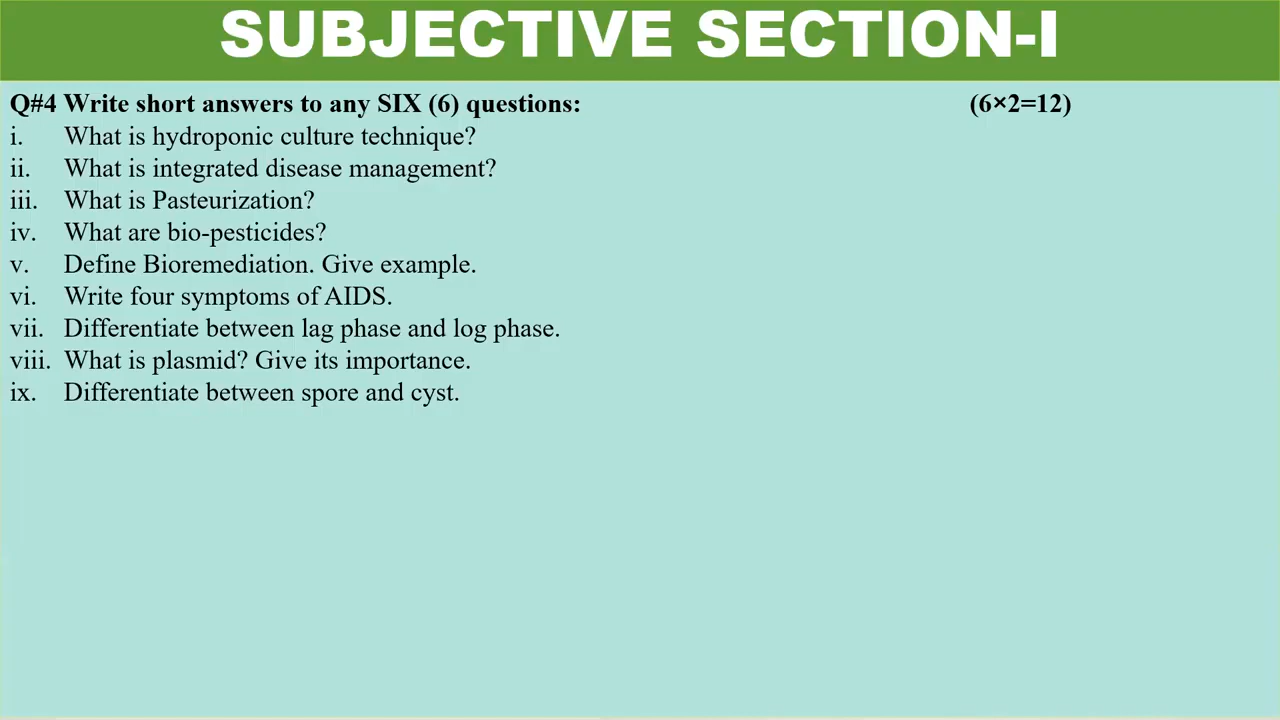 SUBJECTIVE SECTION-I
Q#4 Write short answers to any SIX (6) questions: (6×2=12)
i. What is hydroponic culture technique?
ii. What is integrated disease management?
iii. What is Pasteurization?
iv. What are bio-pesticides?
v. Define Bioremediation. Give example.
vi. Write four symptoms of AIDS.
vii. Differentiate between lag phase and log phase.
viii. What is plasmid? Give its importance.
ix. Differentiate between spore and cyst.